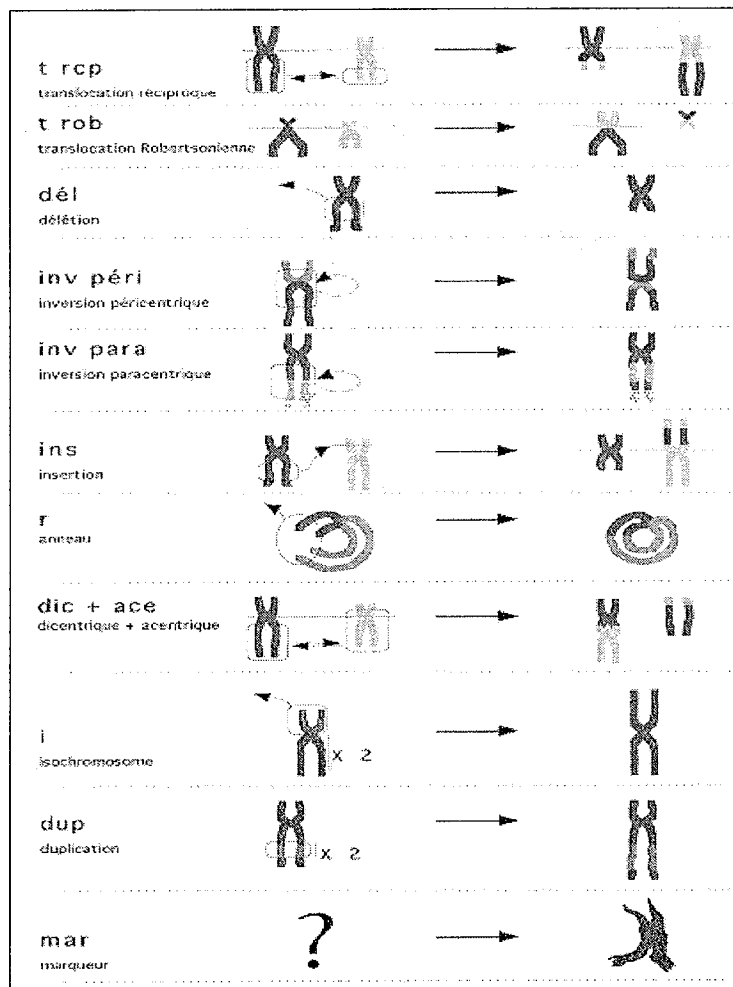 t rcp
translocation réciproque
t rob
translocation Robertsonienne
dél
délétion
inv péri
inversion péricentrique
inv para
inversion paracentrique
ins
insertion
r
anneau
dic + ace
dicentrique + acentrique
i
isochromosome
x 2
dup
duplication
x 2
mar
marqueur
?